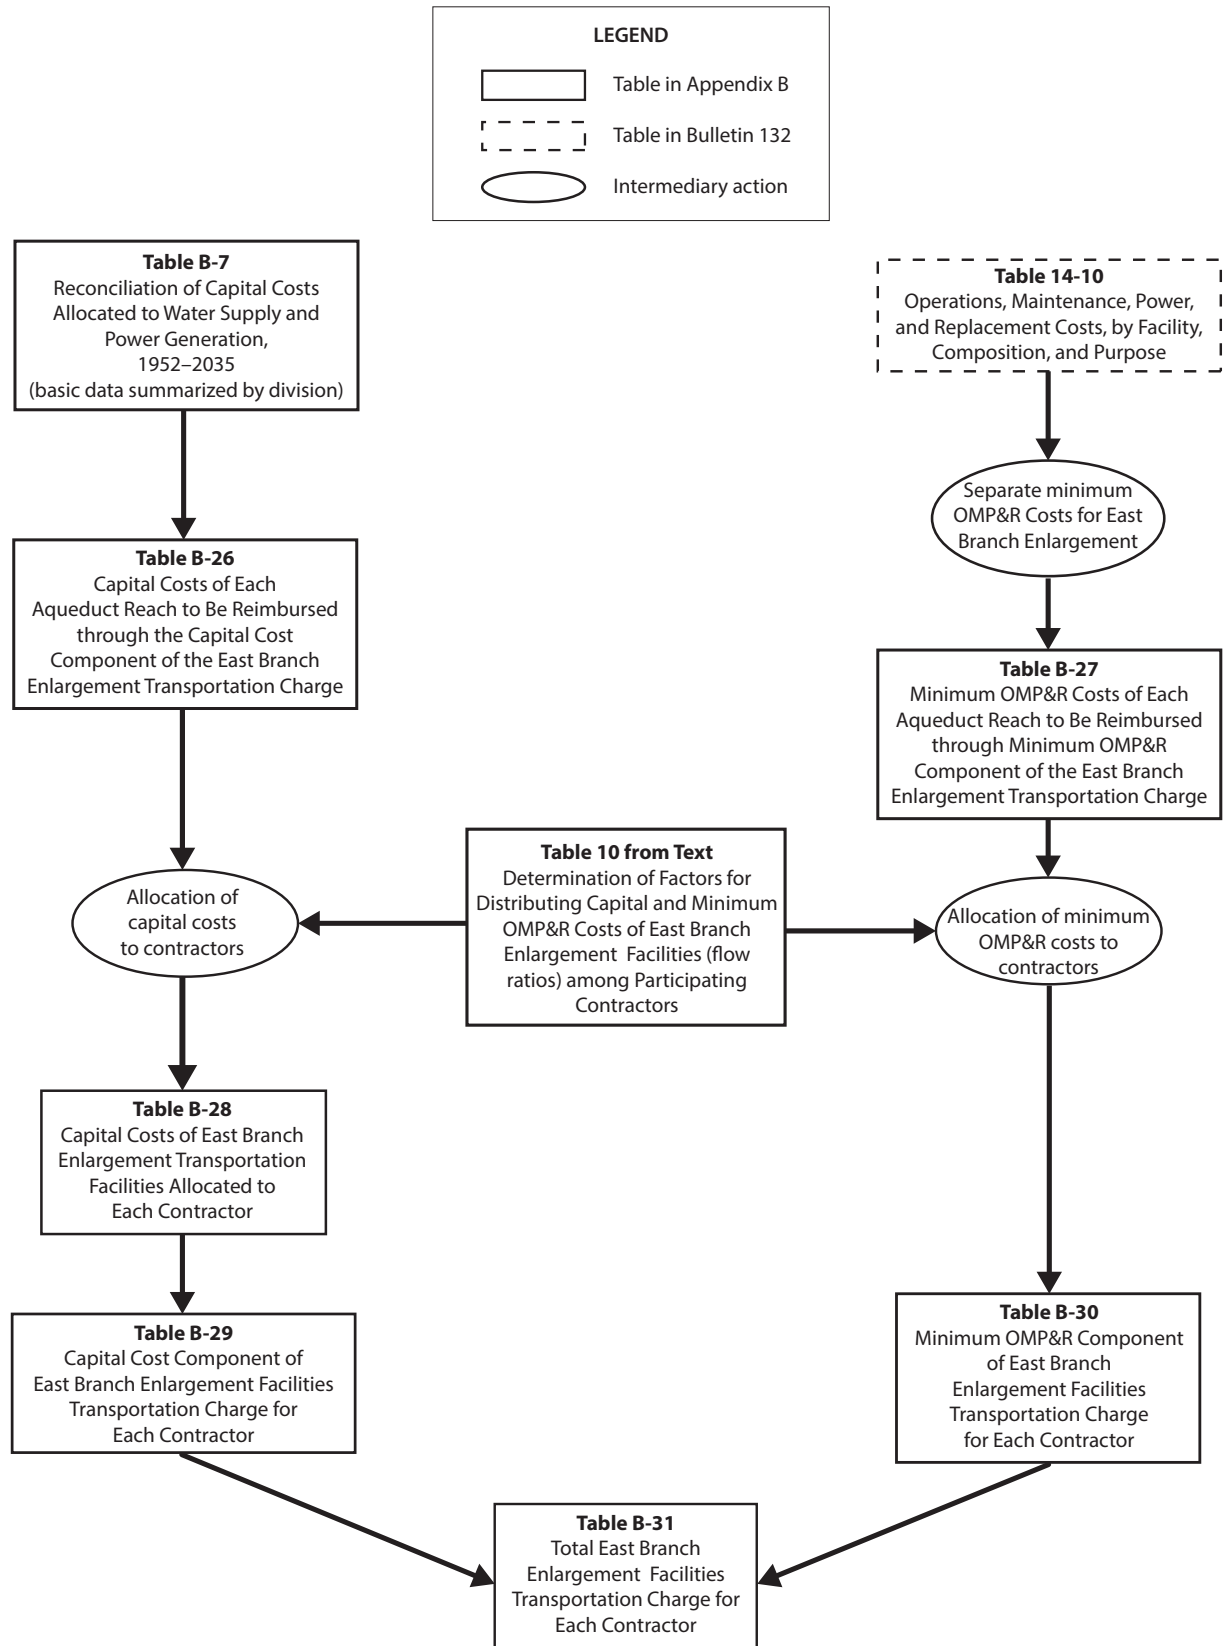 LEGEND
Table in Appendix B
Table in Bulletin 132
Intermediary action
Table B-7
Reconciliation of Capital Costs
Allocated to Water Supply and
Power Generation,
1952–2035
(basic data summarized by division)
Table 14-10
Operations, Maintenance, Power,
and Replacement Costs, by Facility,
Composition, and Purpose
Separate minimum
OMP&R Costs for East
Branch Enlargement
Table B-26
Capital Costs of Each
Aqueduct Reach to Be Reimbursed
through the Capital Cost
Component of the East Branch
Enlargement Transportation Charge
Table B-27
Minimum OMP&R Costs of Each
Aqueduct Reach to Be Reimbursed
through Minimum OMP&R
Component of the East Branch
Enlargement Transportation Charge
Allocation of
capital costs
to contractors
Table 10 from Text
Determination of Factors for
Distributing Capital and Minimum
OMP&R Costs of East Branch
Enlargement Facilities (flow
ratios) among Participating
Contractors
Allocation of minimum
OMP&R costs to
contractors
Table B-28
Capital Costs of East Branch
Enlargement Transportation
Facilities Allocated to
Each Contractor
Table B-29
Capital Cost Component of
East Branch Enlargement Facilities
Transportation Charge for
Each Contractor
Table B-30
Minimum OMP&R Component
of East Branch
Enlargement Facilities
Transportation Charge
for Each Contractor
Table B-31
Total East Branch
Enlargement Facilities
Transportation Charge for
Each Contractor